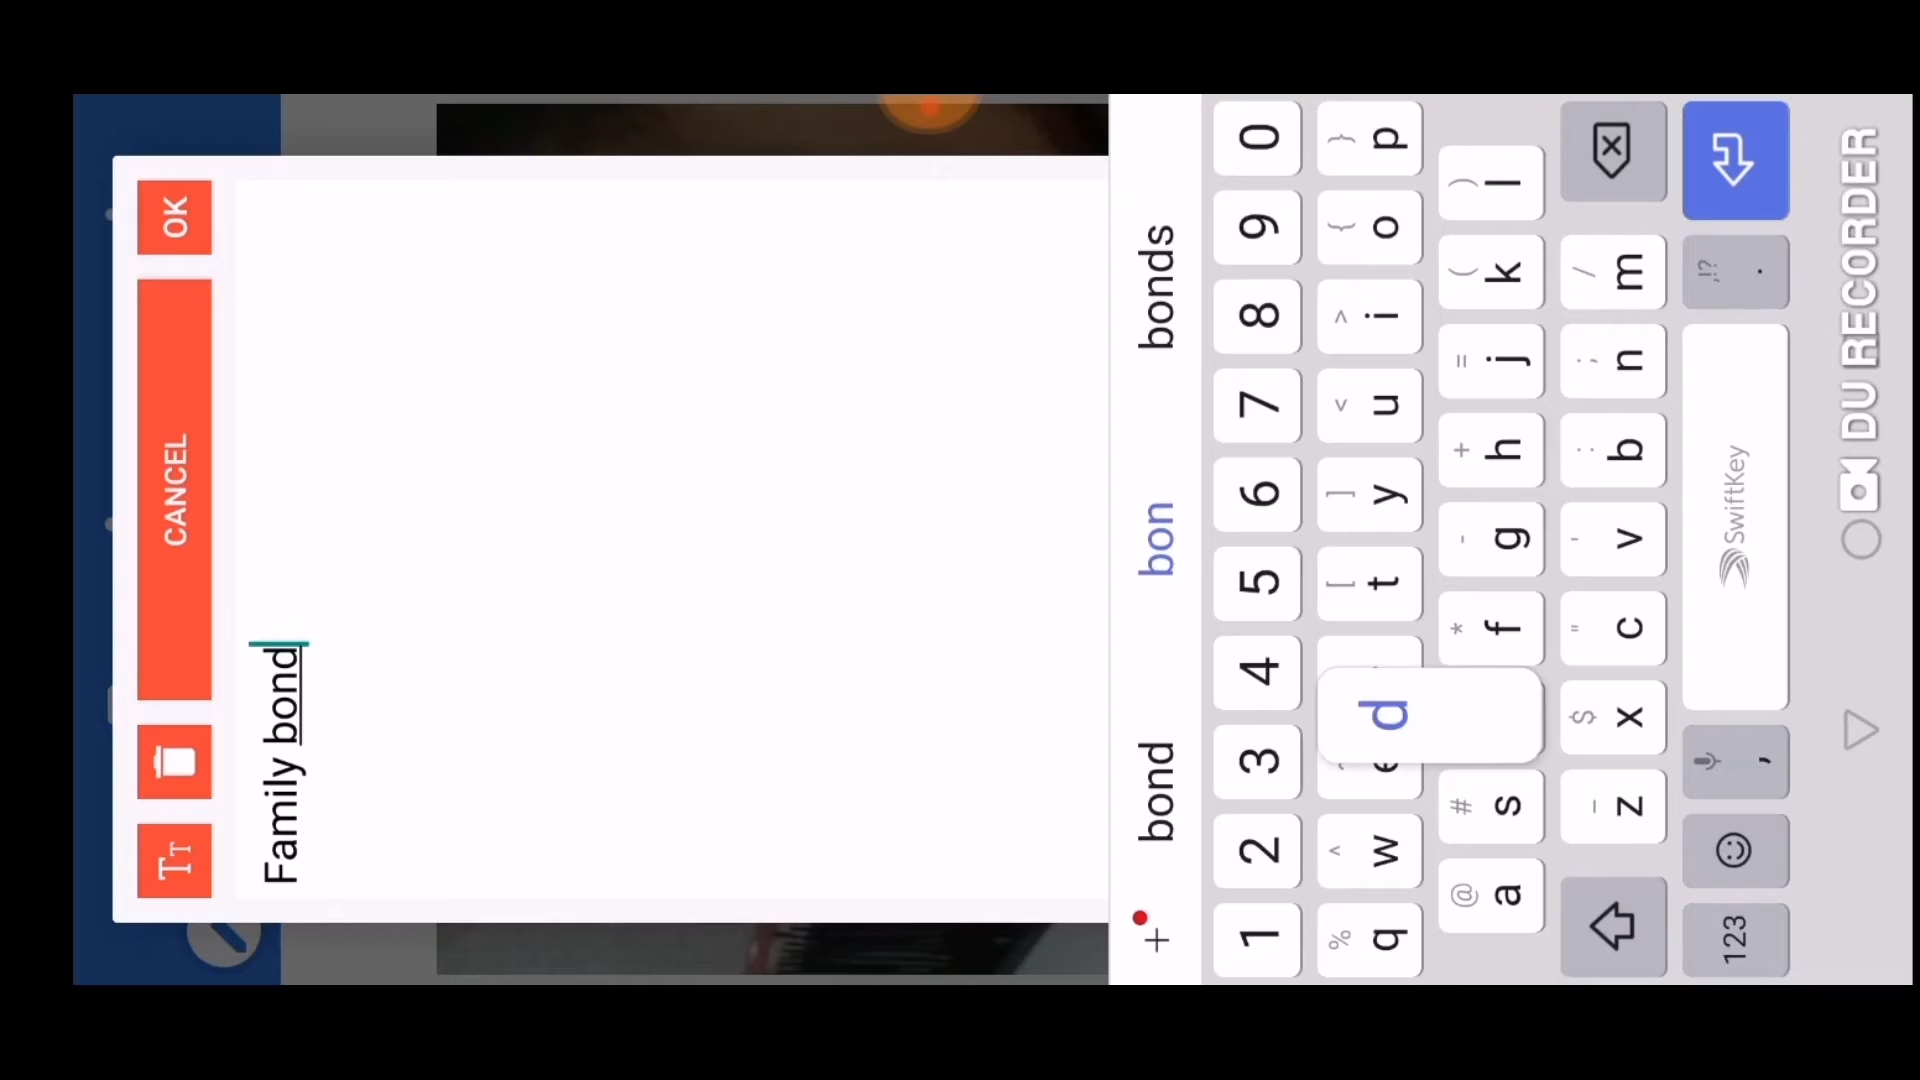 TT CANCEL OK
Family bond
+ bond bon bonds
1 2 3 4 5 6 7 8 9 0
% ^ [ ] < > { }
q w e t y u i o p
@ # * - + = ( )
a s d f g h j k l
_ $ " ' : ; /
z x c v b n m
123 , SwiftKey ,!? .
DU RECORDER